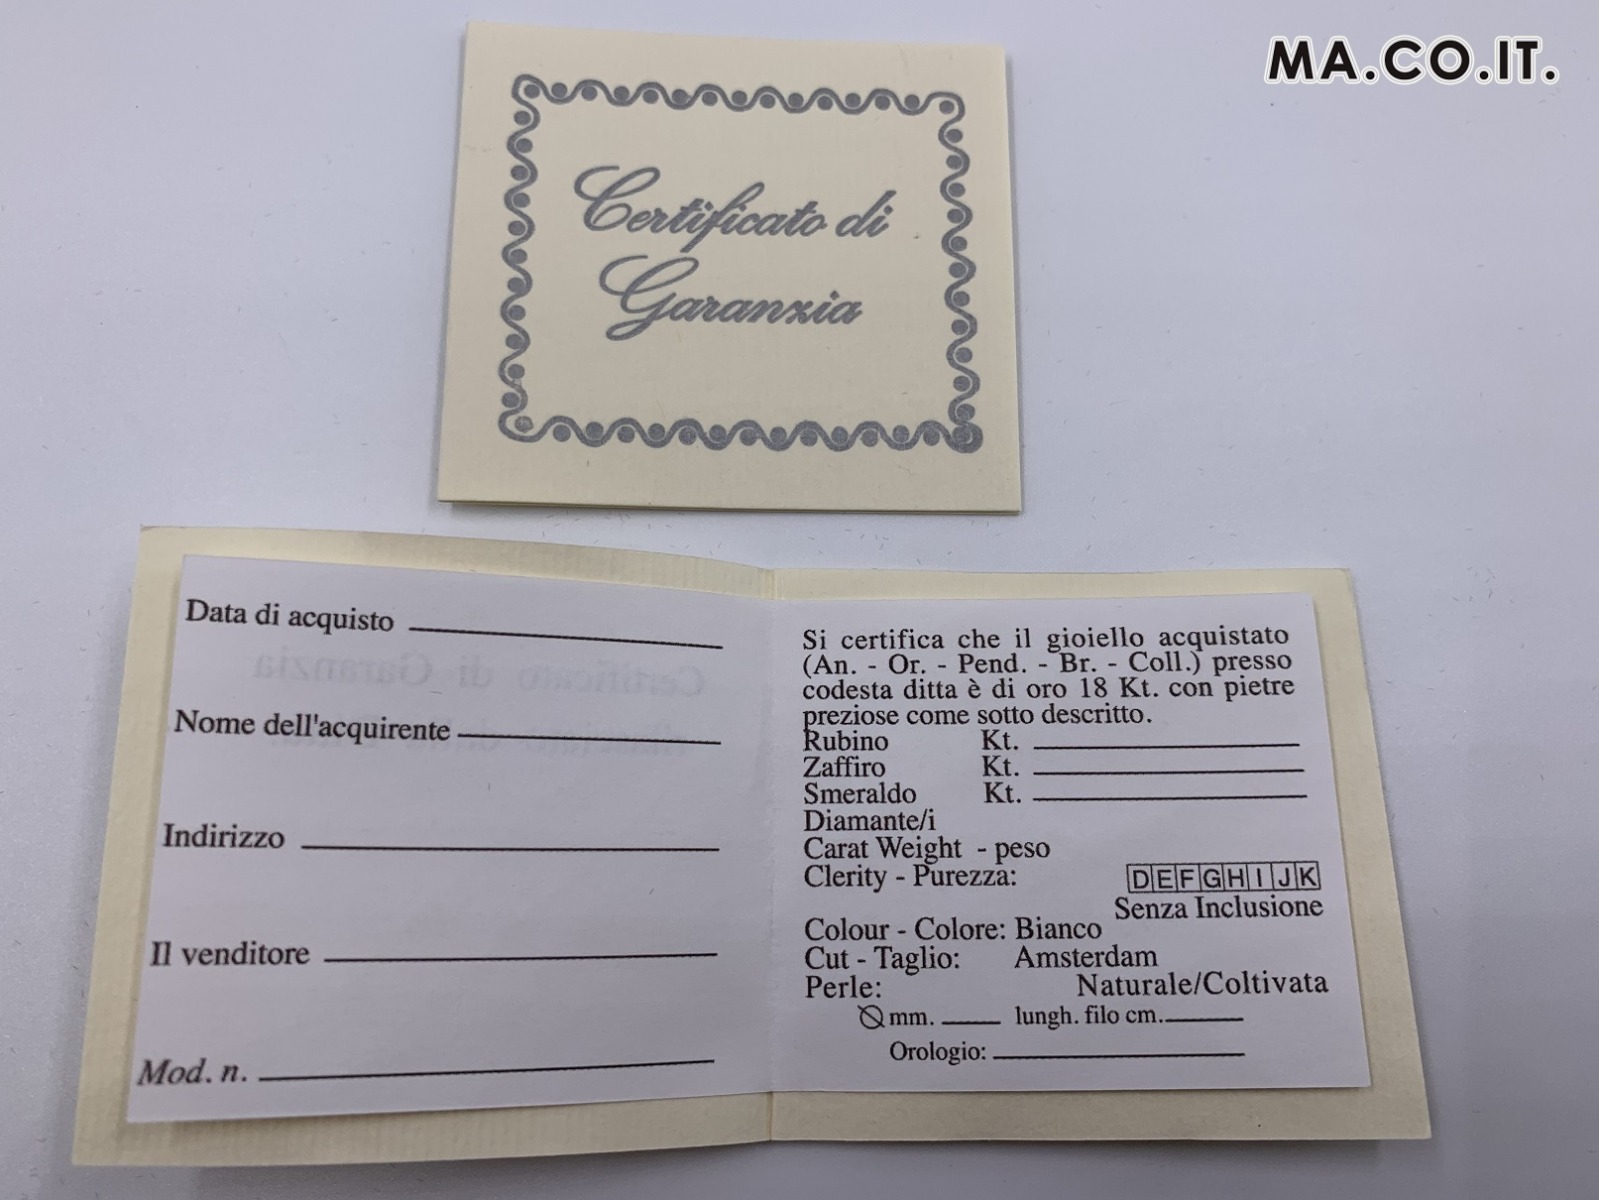 MA.CO.IT.
Certificato di
Garanzia
Data di acquisto
Nome dell'acquirente
Indirizzo
Il venditore
Mod. n.
Si certifica che il gioiello acquistato
(An. - Or. - Pend. - Br. - Coll.) presso
codesta ditta è di oro 18 Kt. con pietre
preziose come sotto descritto.
Rubino Kt.
Zaffiro Kt.
Smeraldo Kt.
Diamante/i
Carat Weight - peso
Clerity - Purezza: D E F G H I J K
Senza Inclusione
Colour - Colore: Bianco
Cut - Taglio: Amsterdam
Perle: Naturale/Coltivata
mm. lungh. filo cm.
Orologio:
Certificato di Garanzia